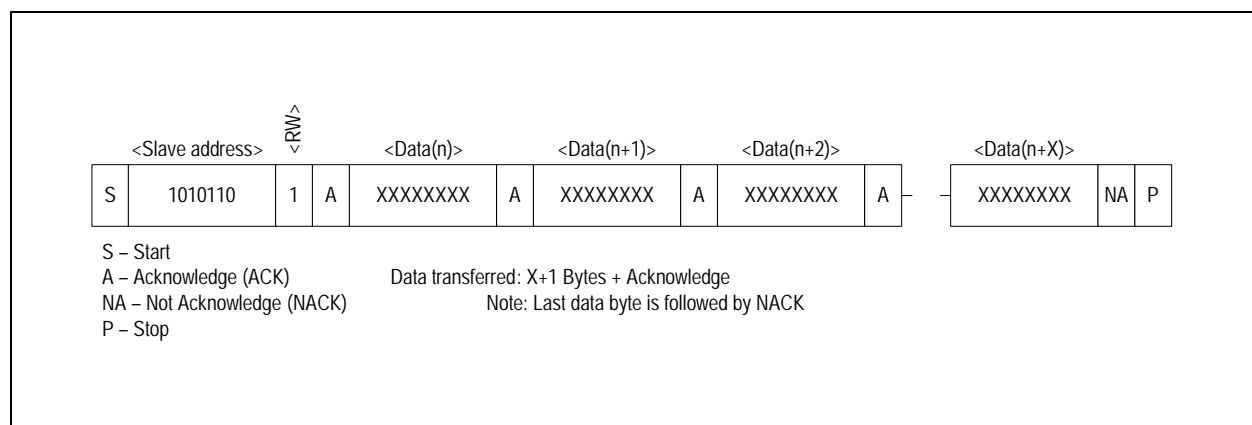 <RW>
<Slave address> <Data(n)> <Data(n+1)> <Data(n+2)> <Data(n+X)>
S 1010110 1 A XXXXXXXX A XXXXXXXX A XXXXXXXX A XXXXXXXX NA P
S – Start
A – Acknowledge (ACK) Data transferred: X+1 Bytes + Acknowledge
NA – Not Acknowledge (NACK) Note: Last data byte is followed by NACK
P – Stop